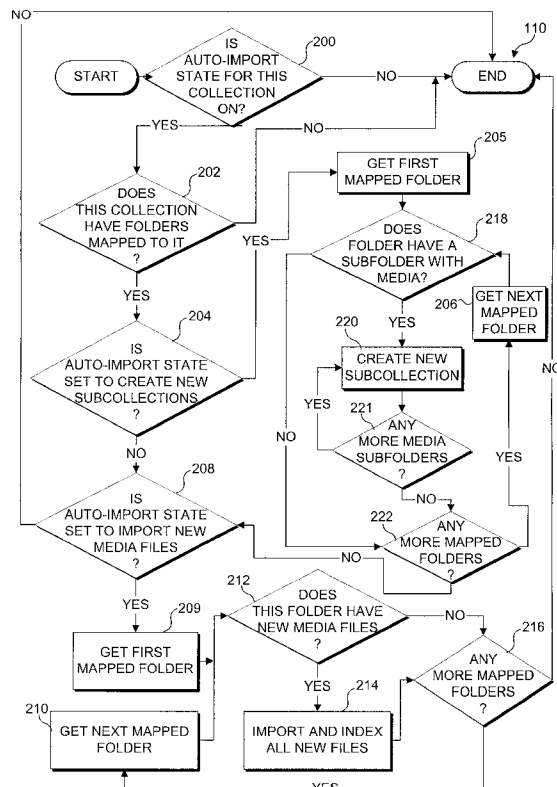 NO
200
110
IS
AUTO-IMPORT
STATE FOR THIS
COLLECTION
ON?
START
NO
END
YES
NO
202
205
GET FIRST
MAPPED FOLDER
DOES
THIS COLLECTION
HAVE FOLDERS
MAPPED TO IT
?
YES
218
DOES
FOLDER HAVE A
SUBFOLDER WITH
MEDIA?
YES
204
206
GET NEXT
MAPPED
FOLDER
YES
220
IS
AUTO-IMPORT STATE
SET TO CREATE NEW
SUBCOLLECTIONS
?
CREATE NEW
SUBCOLLECTION
NO
YES
221
ANY
MORE MEDIA
SUBFOLDERS
?
NO
YES
NO
NO
208
IS
AUTO-IMPORT STATE
SET TO IMPORT NEW
MEDIA FILES
?
222
ANY
MORE MAPPED
FOLDERS
?
NO
YES
212
DOES
THIS FOLDER HAVE
NEW MEDIA FILES
?
NO
209
GET FIRST
MAPPED FOLDER
216
ANY
MORE MAPPED
FOLDERS
?
YES
210
GET NEXT MAPPED
FOLDER
214
IMPORT AND INDEX
ALL NEW FILES
YES